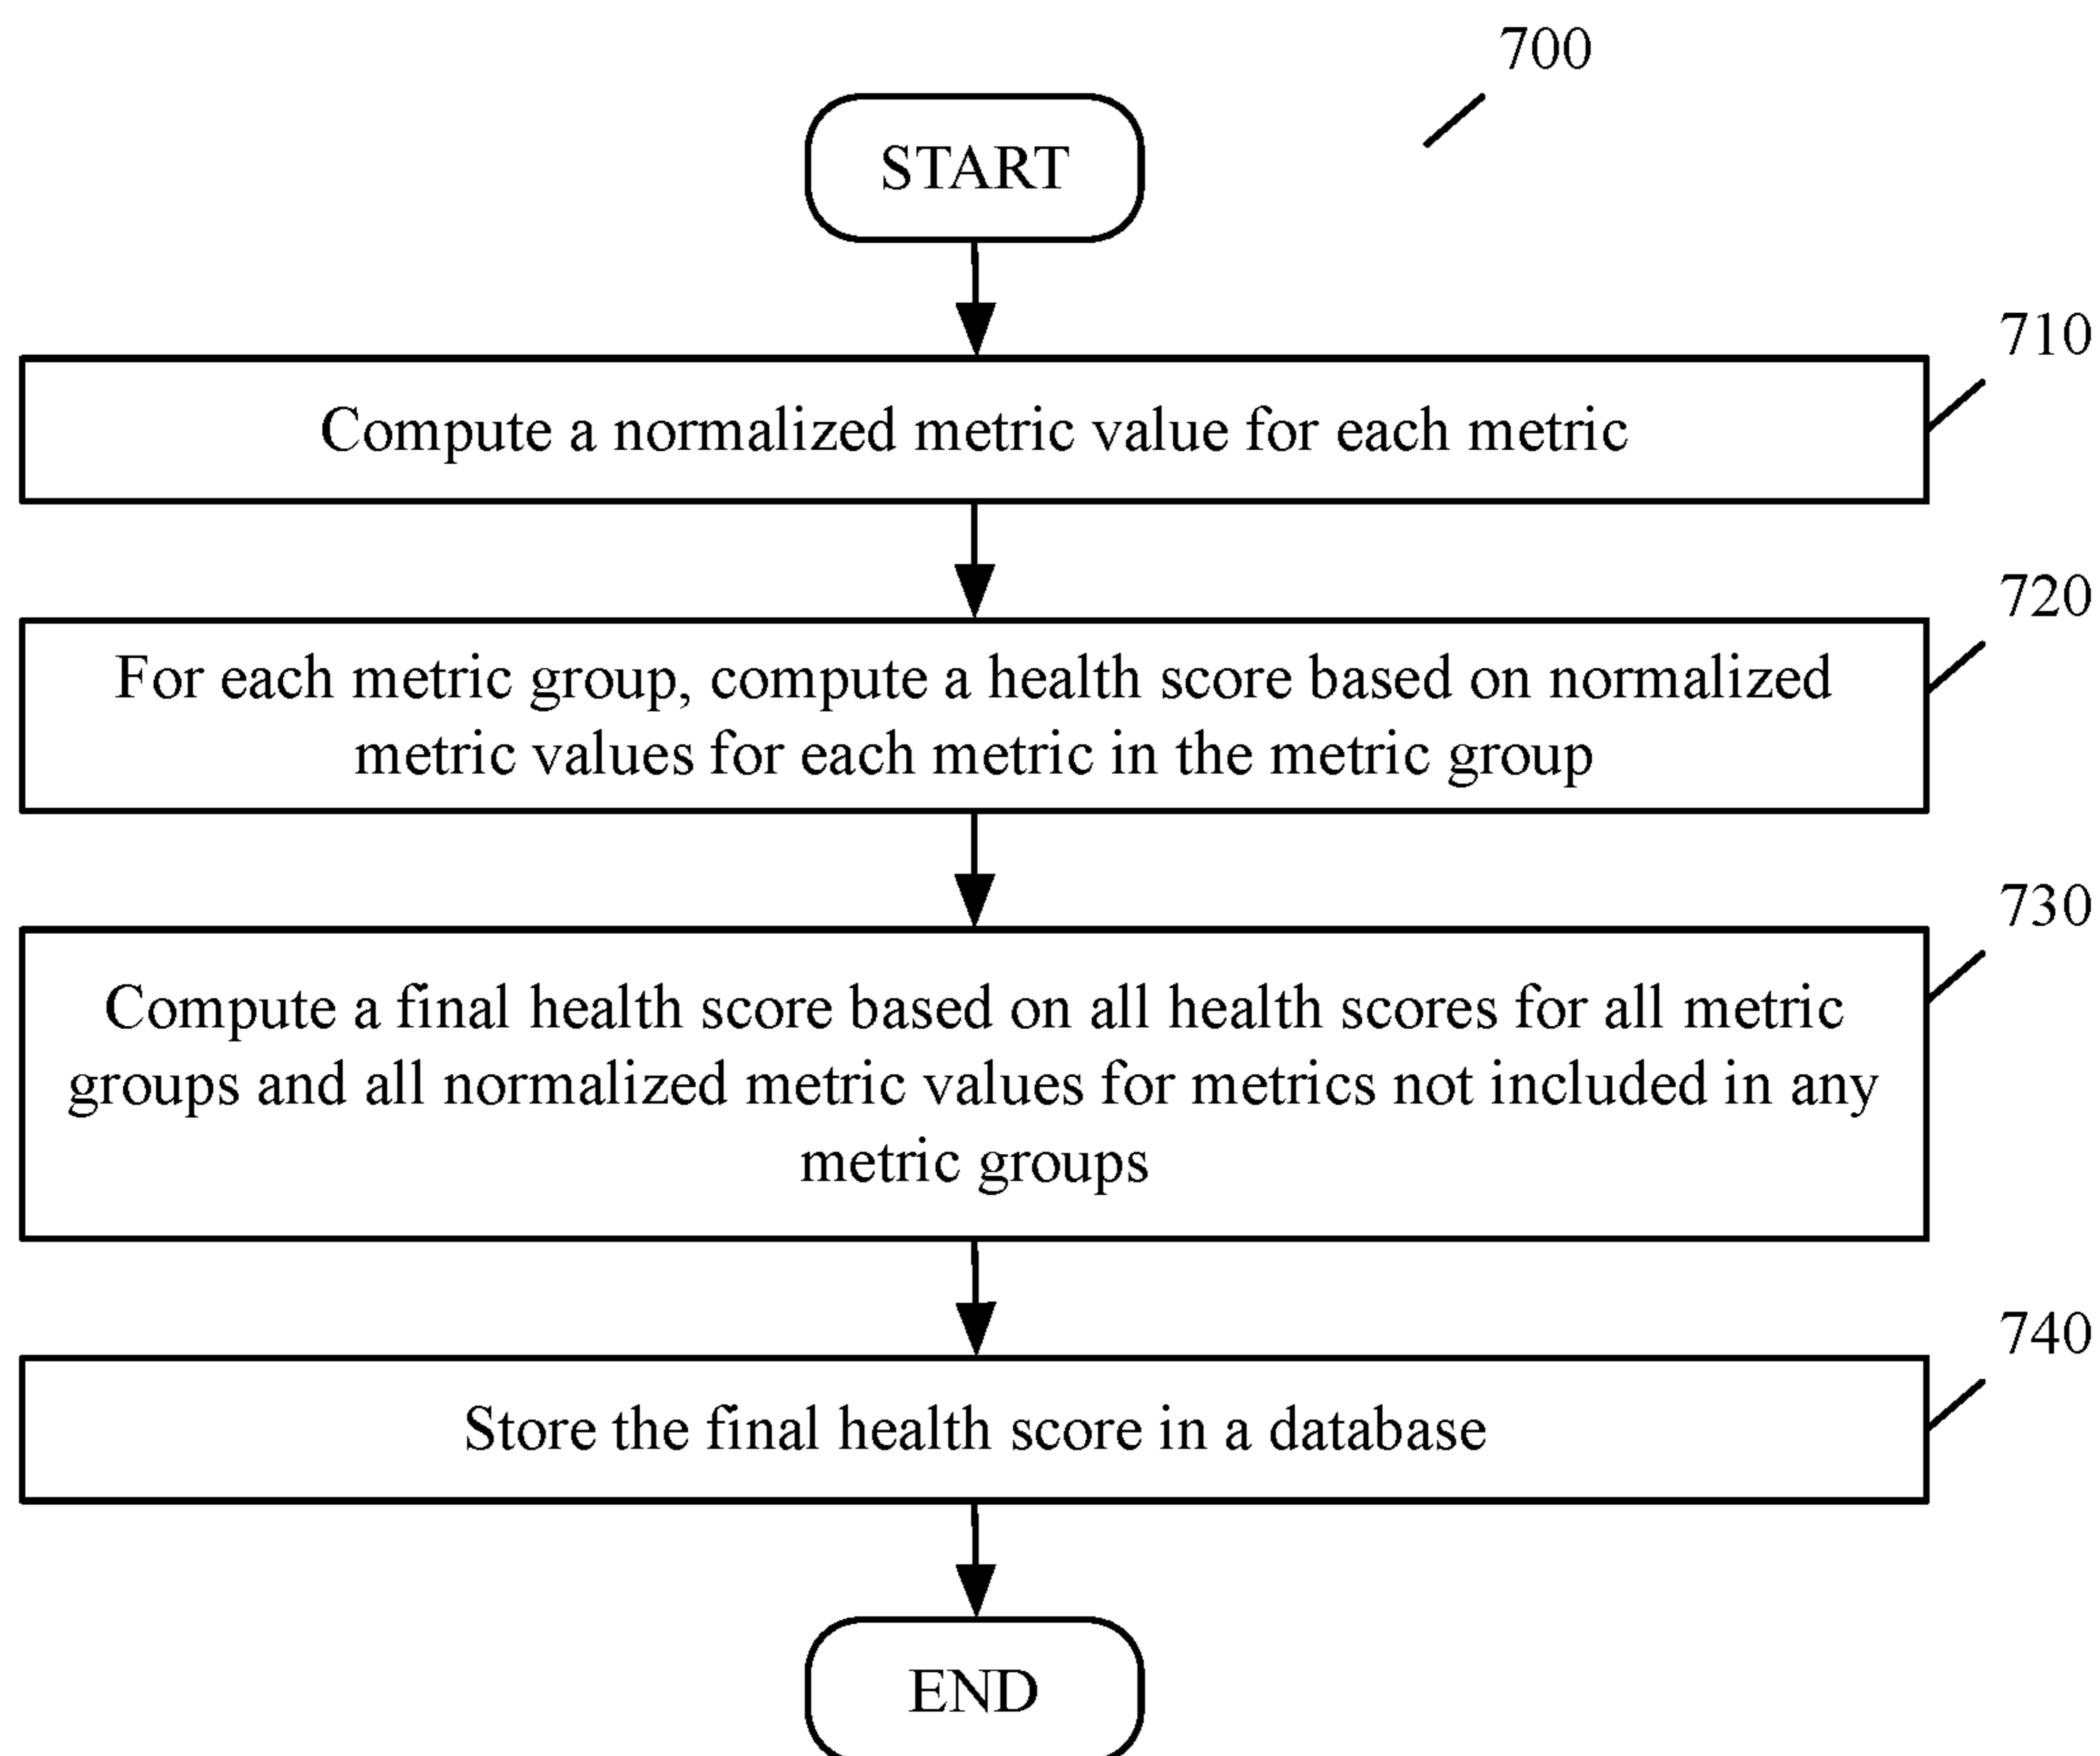 700
START
710
Compute a normalized metric value for each metric
720
For each metric group, compute a health score based on normalized
metric values for each metric in the metric group
730
Compute a final health score based on all health scores for all metric
groups and all normalized metric values for metrics not included in any
metric groups
740
Store the final health score in a database
END